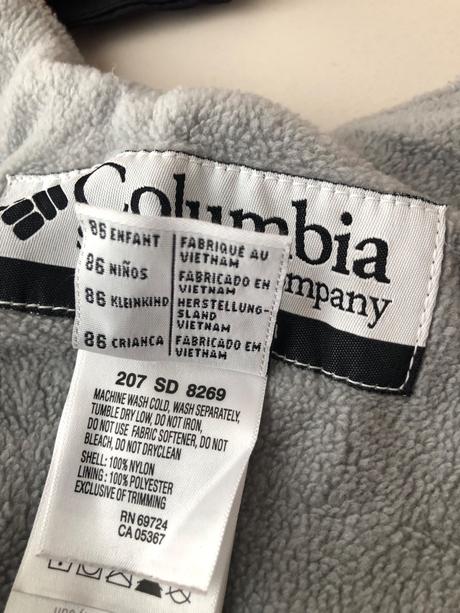 Columbia
ompany
86 ENFANT
FABRIQUÉ AU
VIETNAM
86 NIÑOS
FABRICADO EN
VIETNAM
86 KLEINKIND
HERSTELLUNG-
SLAND
VIETNAM
86 CRIANCA
FABRICADO EM
VIETNAM
207 SD 8269
MACHINE WASH COLD, WASH SEPARATELY,
TUMBLE DRY LOW, DO NOT IRON,
DO NOT USE FABRIC SOFTENER, DO NOT
BLEACH, DO NOT DRYCLEAN
SHELL: 100% NYLON
LINING : 100% POLYESTER
EXCLUSIVE OF TRIMMING
RN 69724
CA 05367